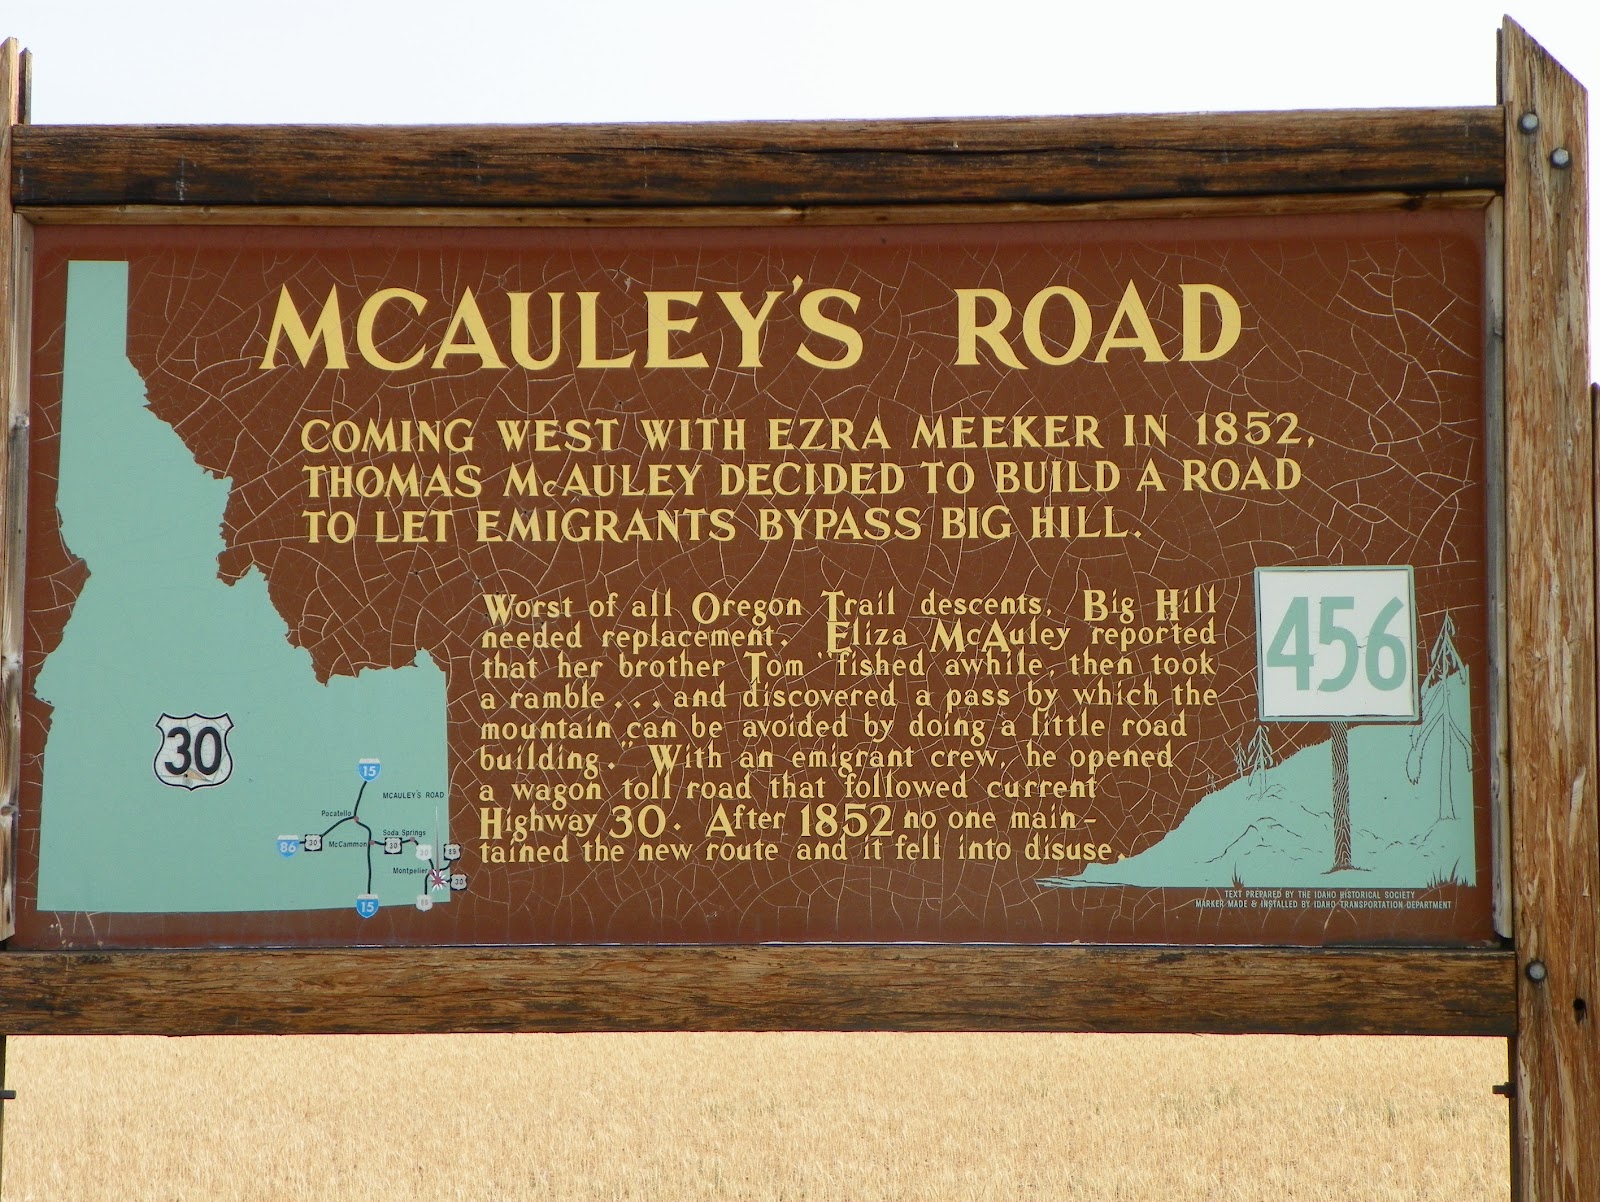 MCAULEY'S ROAD
COMING WEST WITH EZRA MEEKER IN 1852,
THOMAS McAULEY DECIDED TO BUILD A ROAD
TO LET EMIGRANTS BYPASS BIG HILL.
Worst of all Oregon Trail descents, Big Hill
needed replacement. Eliza McAuley reported
that her brother Tom "fished awhile, then took
a ramble . . . and discovered a pass by which the
mountain can be avoided by doing a little road
building." With an emigrant crew, he opened
a wagon toll road that followed current
Highway 30. After 1852 no one main-
tained the new route and it fell into disuse.
456
30
15
MCAULEY'S ROAD
Pocatello
Soda Springs
86
30
McCammon
30
30
89
Montpelier
30
15
89
TEXT PREPARED BY THE IDAHO HISTORICAL SOCIETY
MARKER MADE & INSTALLED BY IDAHO TRANSPORTATION DEPARTMENT